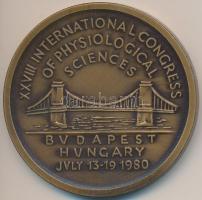 XXVIII INTERNATIONAL CONGRESS
OF PHYSIOLOGICAL
SCIENCES
BVDAPEST
HVNGARY
JVLY 13-19 1980